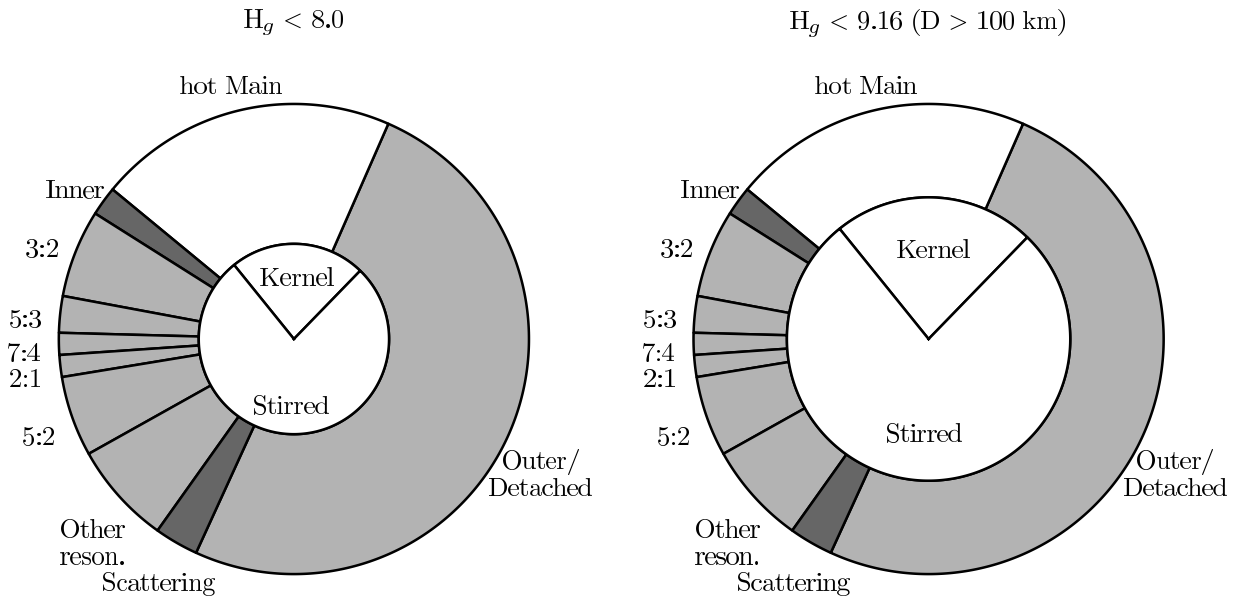 H_g < 8.0
hot Main
Inner
3:2
5:3
7:4
2:1
5:2
Other
reson.
Scattering
Kernel
Stirred
Outer/
Detached
H_g < 9.16 (D > 100 km)
hot Main
Inner
3:2
5:3
7:4
2:1
5:2
Other
reson.
Scattering
Kernel
Stirred
Outer/
Detached